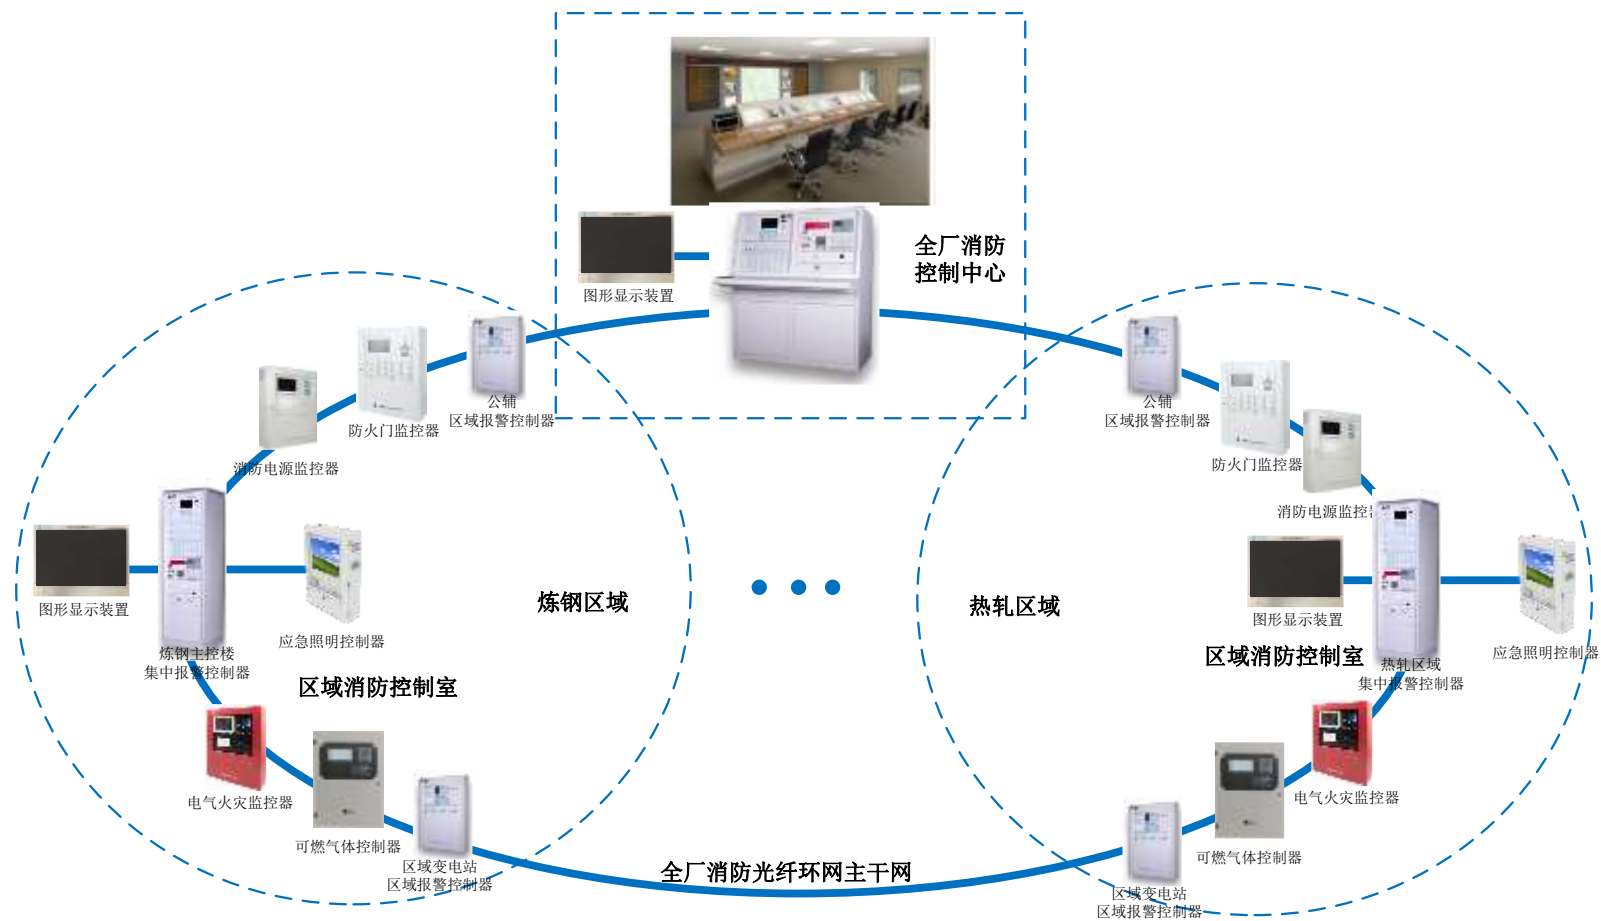 全厂消防
控制中心
图形显示装置
公辅
区域报警控制器
防火门监控器
消防电源监控器
图形显示装置
炼钢主控楼
集中报警控制器
应急照明控制器
炼钢区域
区域消防控制室
电气火灾监控器
可燃气体控制器
区域变电站
区域报警控制器
全厂消防光纤环网主干网
公辅
区域报警控制器
防火门监控器
消防电源监控
图形显示装置
热轧区域
区域消防控制室
热轧区域
集中报警控制器
应急照明控制器
电气火灾监控器
可燃气体控制器
区域变电站
区域报警控制器